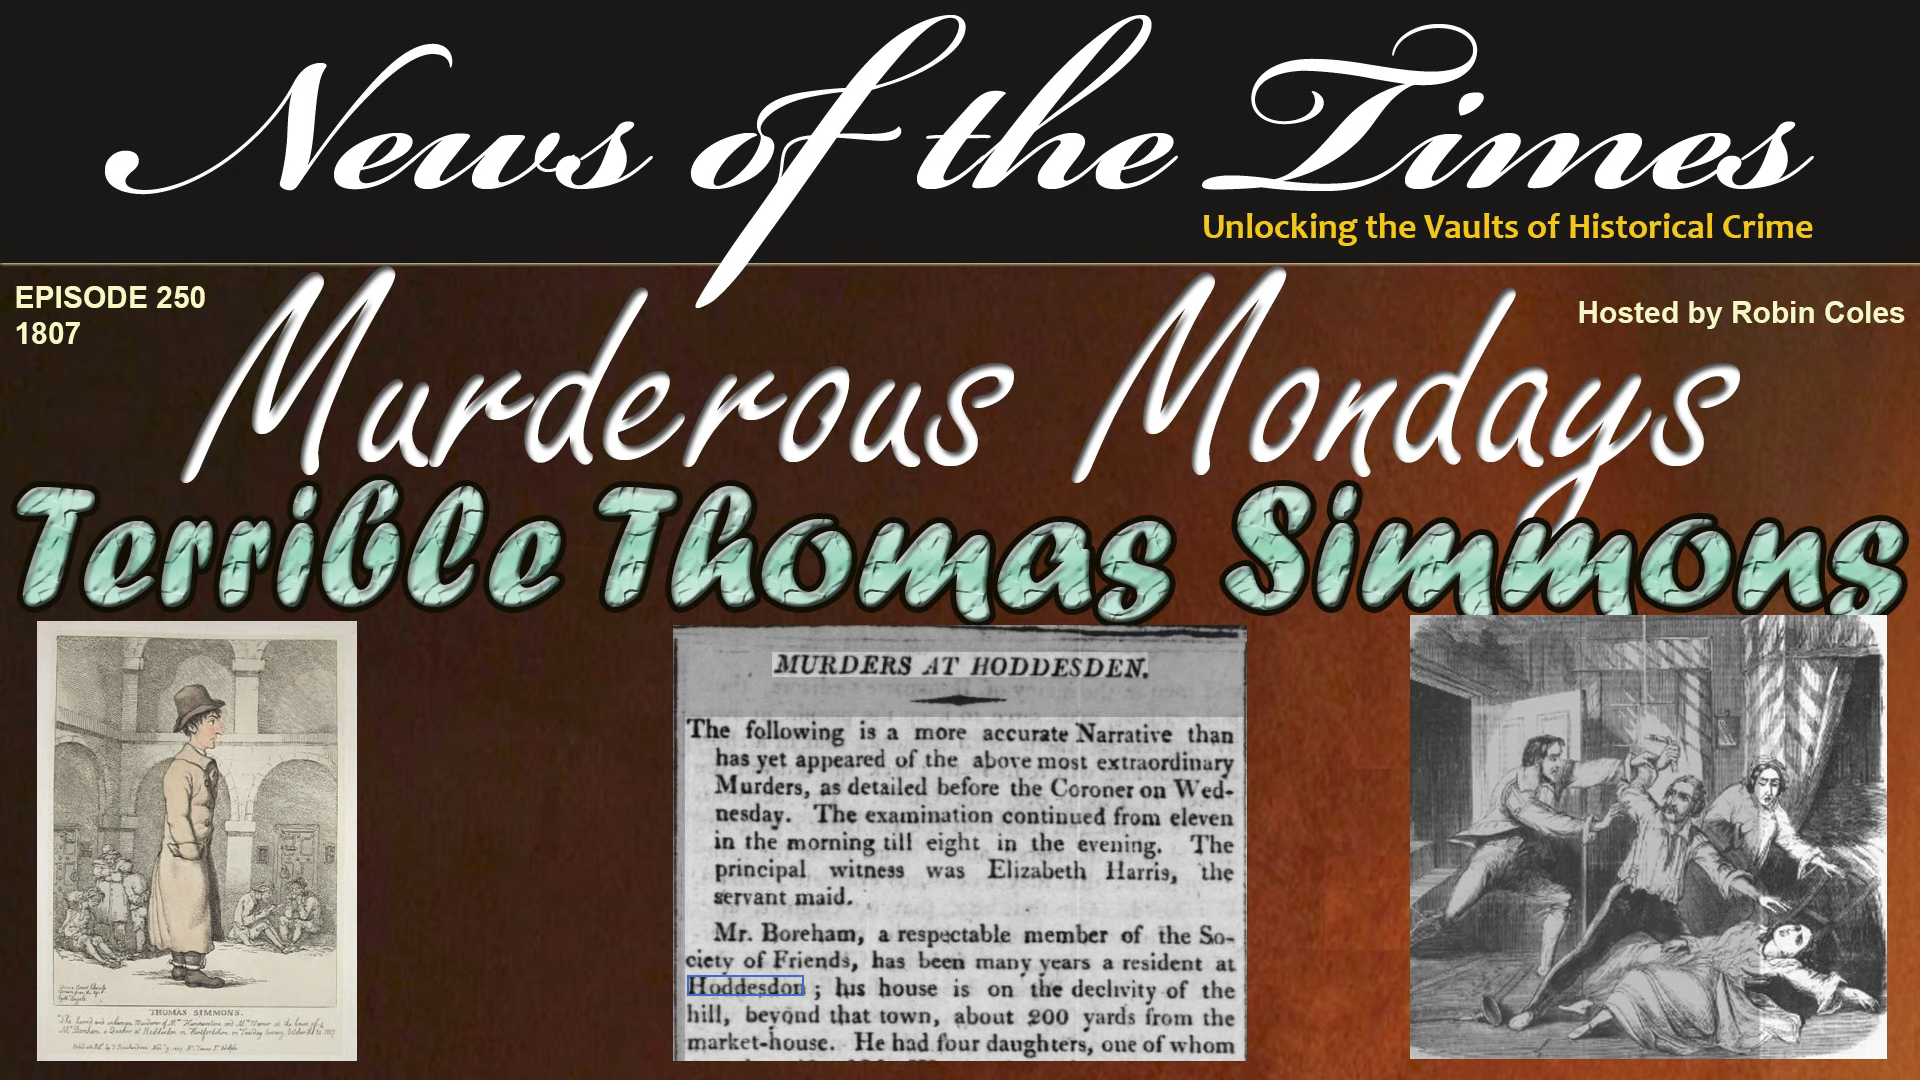 News of the Times
Unlocking the Vaults of Historical Crime
EPISODE 250
1807
Hosted by Robin Coles
Murderous Mondays
Terrible Thomas Simmons
THOMAS SIMMONS.
MURDERS AT HODDESDEN.
The following is a more accurate Narrative than
has yet appeared of the above most extraordinary
Murders, as detailed before the Coroner on Wed-
nesday. The examination continued from eleven
in the morning till eight in the evening. The
principal witness was Elizabeth Harris, the
servant maid.
Mr. Boreham, a respectable member of the So-
ciety of Friends, has been many years a resident at
Hoddesdon; his house is on the declivity of the
hill, beyond that town, about 200 yards from the
market-house. He had four daughters, one of whom